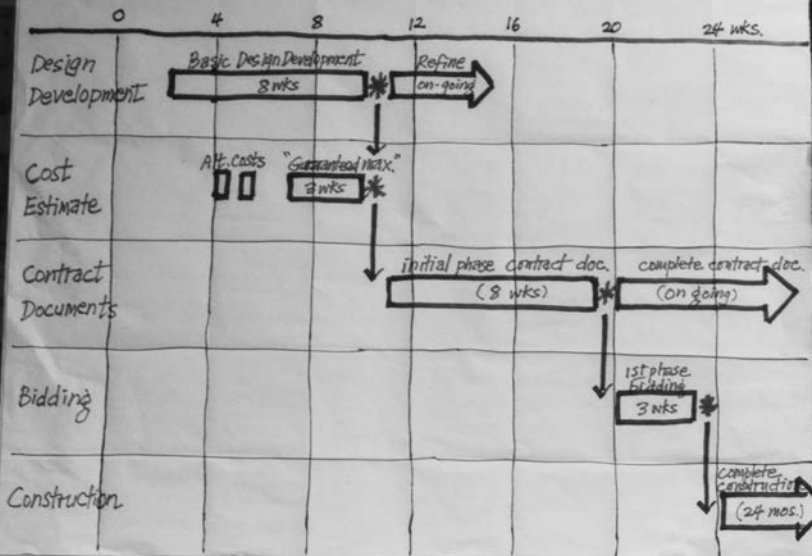 0 4 8 12 16 20 24 wks.
Design Development
Basic Design Development
8 wks
*
Refine
on-going
Cost Estimate
Alt. Costs
"Guaranteed max."
3 wks
*
Contract Documents
initial phase contract doc.
(8 wks)
*
complete contract doc.
(on going)
Bidding
1st phase
bidding
3 wks
*
Construction
Complete
construction
(24 mos.)